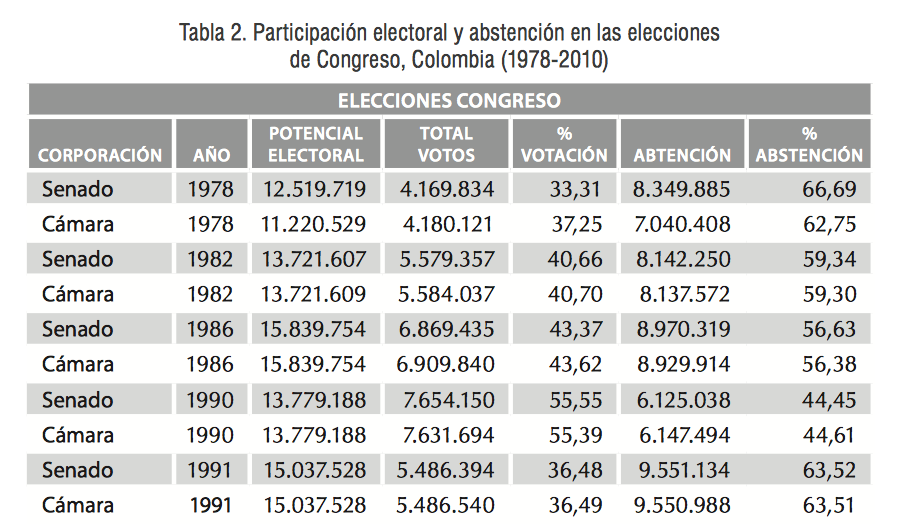 Tabla 2. Participación electoral y abstención en las elecciones
de Congreso, Colombia (1978-2010)
ELECCIONES CONGRESO
CORPORACIÓN AÑO POTENCIAL ELECTORAL TOTAL VOTOS % VOTACIÓN ABTENCIÓN % ABSTENCIÓN
Senado 1978 12.519.719 4.169.834 33,31 8.349.885 66,69
Cámara 1978 11.220.529 4.180.121 37,25 7.040.408 62,75
Senado 1982 13.721.607 5.579.357 40,66 8.142.250 59,34
Cámara 1982 13.721.609 5.584.037 40,70 8.137.572 59,30
Senado 1986 15.839.754 6.869.435 43,37 8.970.319 56,63
Cámara 1986 15.839.754 6.909.840 43,62 8.929.914 56,38
Senado 1990 13.779.188 7.654.150 55,55 6.125.038 44,45
Cámara 1990 13.779.188 7.631.694 55,39 6.147.494 44,61
Senado 1991 15.037.528 5.486.394 36,48 9.551.134 63,52
Cámara 1991 15.037.528 5.486.540 36,49 9.550.988 63,51